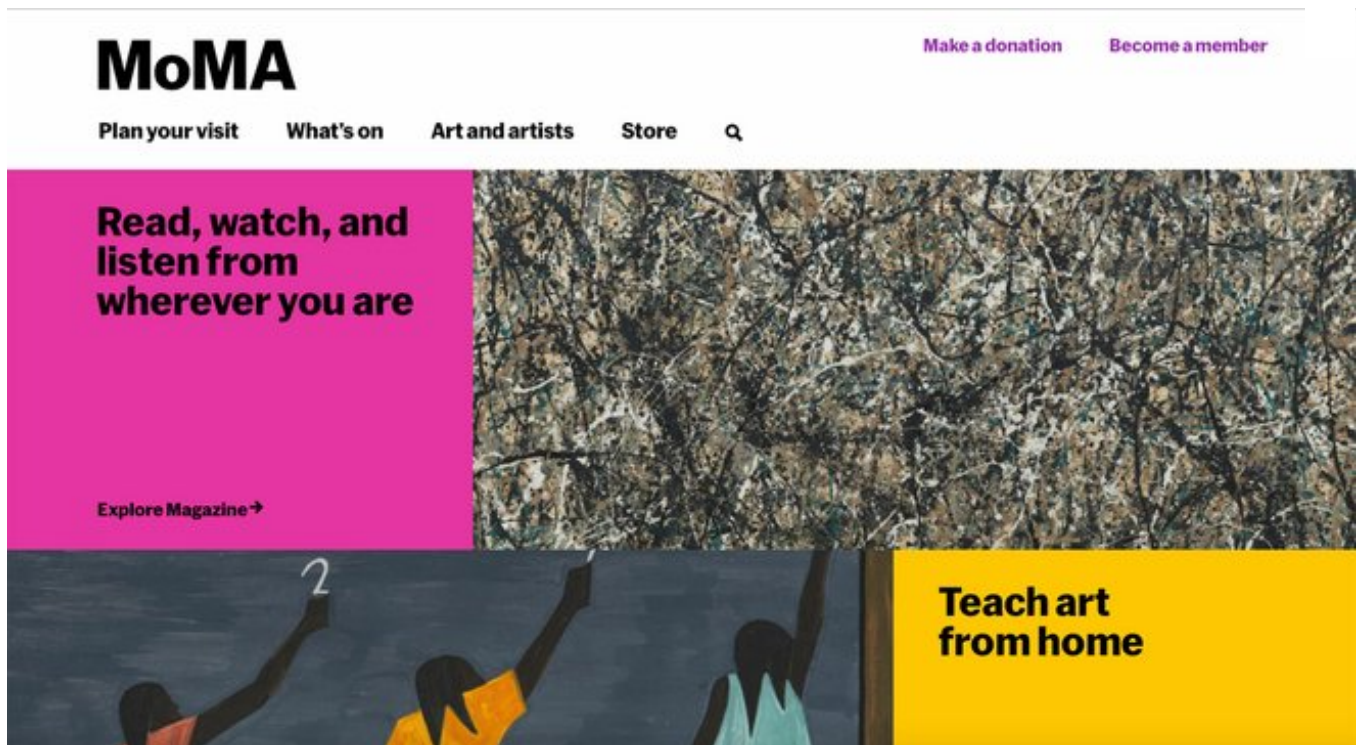 MoMA
Make a donation
Become a member
Plan your visit
What's on
Art and artists
Store
Read, watch, and
listen from
wherever you are
Explore Magazine→
2
Teach art
from home